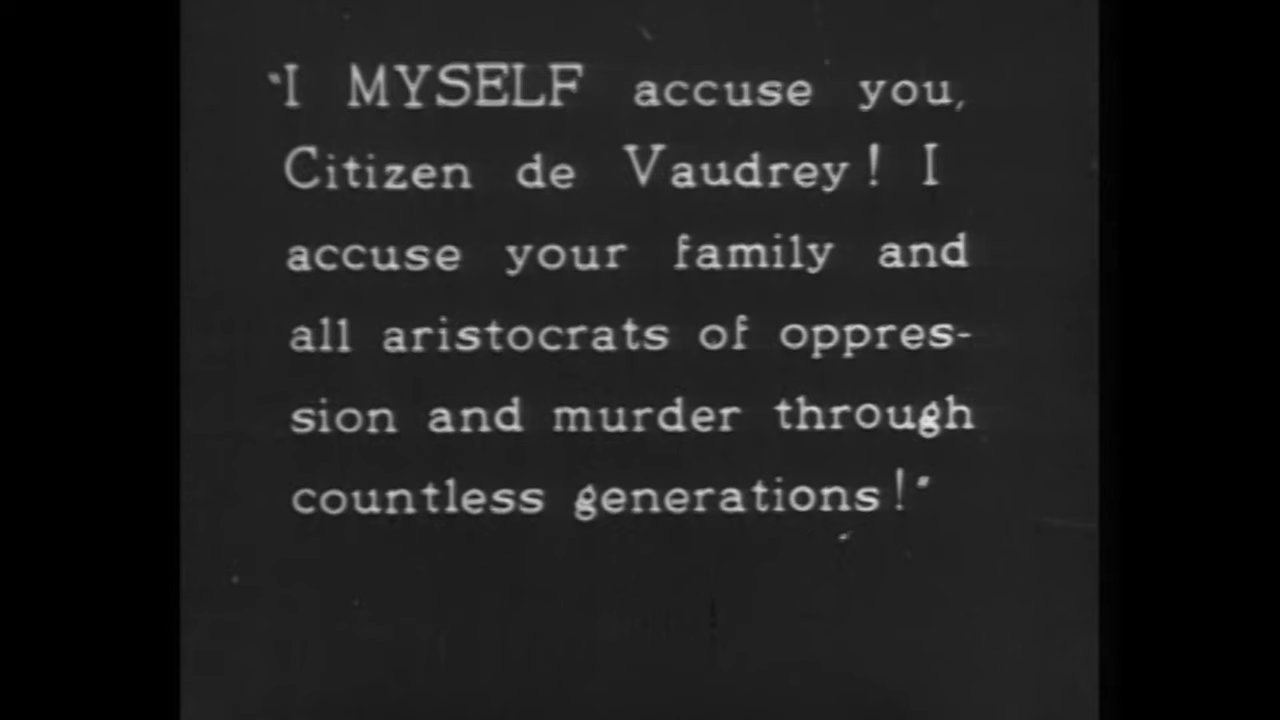 "I MYSELF accuse you,
Citizen de Vaudrey! I
accuse your family and
all aristocrats of oppres-
sion and murder through
countless generations!"